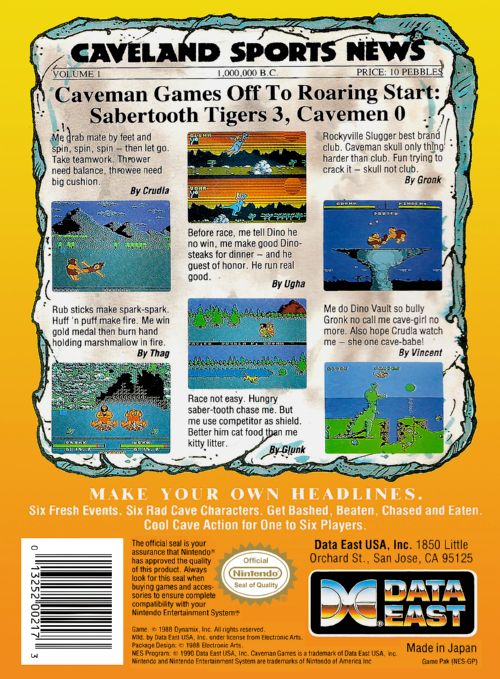 CAVELAND SPORTS NEWS
VOLUME 1
1,000,000 B.C.
PRICE: 10 PEBBLES
Caveman Games Off To Roaring Start:
Sabertooth Tigers 3, Cavemen 0
Me grab mate by feet and
spin, spin, spin – then let go.
Take teamwork. Thrower
need balance, throwee need
big cushion.
By Crudla
Rub sticks make spark-spark.
Huff 'n puff make fire. Me win
gold medal then burn hand
holding marshmallow in fire.
By Thag
Before race, me tell Dino he
no win, me make good Dino-
steaks for dinner – and he
guest of honor. He run real
good.
By Ugha
Race not easy. Hungry
saber-tooth chase me. But
me use competitor as shield.
Better him cat food than me
kitty litter.
By Glunk
Rockyville Slugger best brand
club. Caveman skull only thing
harder than club. Fun trying to
crack it – skull not club.
By Gronk
Me do Dino Vault so bully
Gronk no call me cave-girl no
more. Also hope Crudla watch
me – she one cave-babe!
By Vincent
MAKE YOUR OWN HEADLINES.
Six Fresh Events. Six Rad Cave Characters. Get Bashed, Beaten, Chased and Eaten.
Cool Cave Action for One to Six Players.
0 13252 00217 3
The official seal is your
assurance that Nintendo®
has approved the quality
of this product. Always
look for this seal when
buying games and acces-
sories to ensure complete
compatibility with your
Nintendo Entertainment System®
Official
Nintendo
Seal of Quality
Data East USA, Inc. 1850 Little
Orchard St., San Jose, CA 95125
DATA
EAST
Made in Japan
Game Pak (NES-GP)
Game: © 1988 Dynamix, Inc. All rights reserved.
Mfd. by Data East USA, Inc. under license from Electronic Arts.
Package Design: © 1988 Electronic Arts.
NES Program: © 1990 Data East USA, Inc. Caveman Games is a trademark of Data East USA, Inc.
Nintendo and Nintendo Entertainment System are trademarks of Nintendo of America Inc